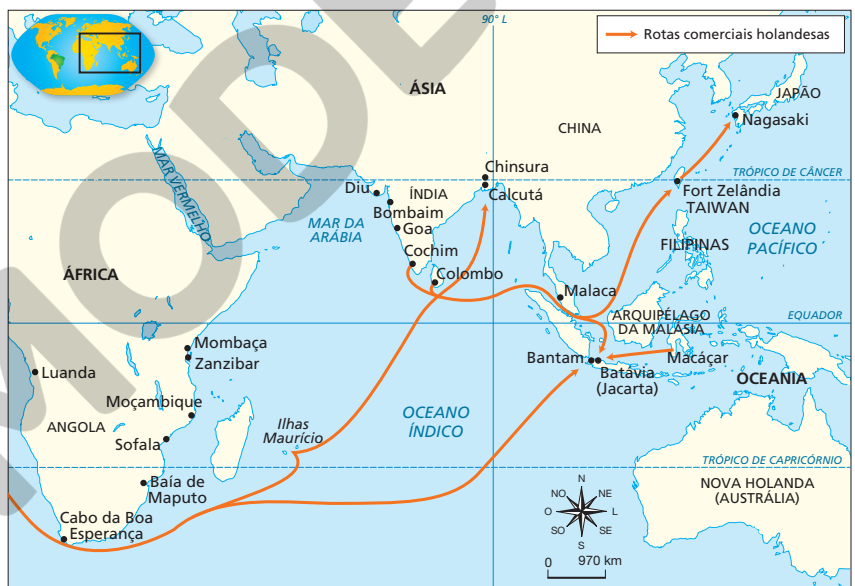 90° L
Rotas comerciais holandesas
ÁSIA
JAPÃO
CHINA
Nagasaki
MAR VERMELHO
TRÓPICO DE CÂNCER
Chinsura
Diu
ÍNDIA
Calcutá
Fort Zelândia
TAIWAN
Bombaim
MAR DA
ARÁBIA
Goa
OCEANO
PACÍFICO
FILIPINAS
Cochim
ÁFRICA
Colombo
Malaca
ARQUIPÉLAGO
DA MALÁSIA
EQUADOR
Mombaça
Zanzibar
Bantam
Macáçar
Batávia
(Jacarta)
OCEANIA
Luanda
Moçambique
ANGOLA
Ilhas
Maurício
OCEANO
ÍNDICO
Sofala
TRÓPICO DE CAPRICÓRNIO
Baía de
Maputo
NOVA HOLANDA
(AUSTRÁLIA)
Cabo da Boa
Esperança
N
NO NE
O L
SO SE
S
0 970 km